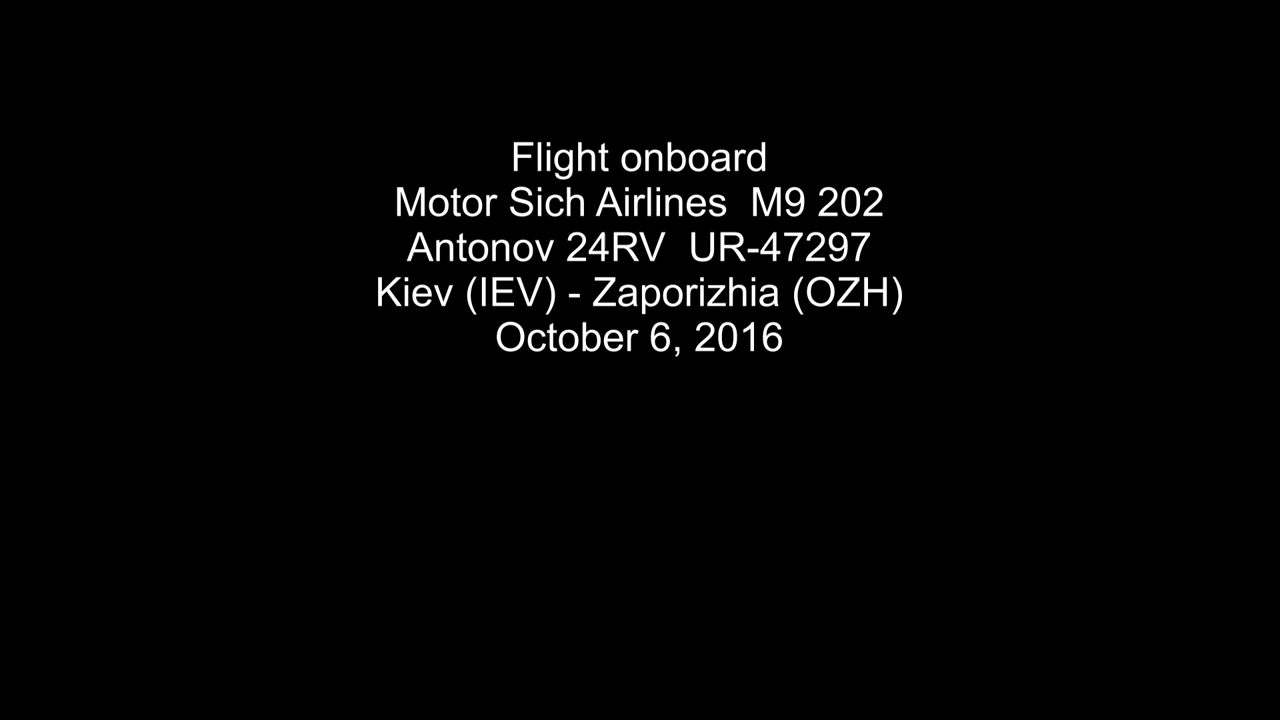 Flight onboard
Motor Sich Airlines  M9 202
Antonov 24RV  UR-47297
Kiev (IEV) - Zaporizhia (OZH)
October 6, 2016